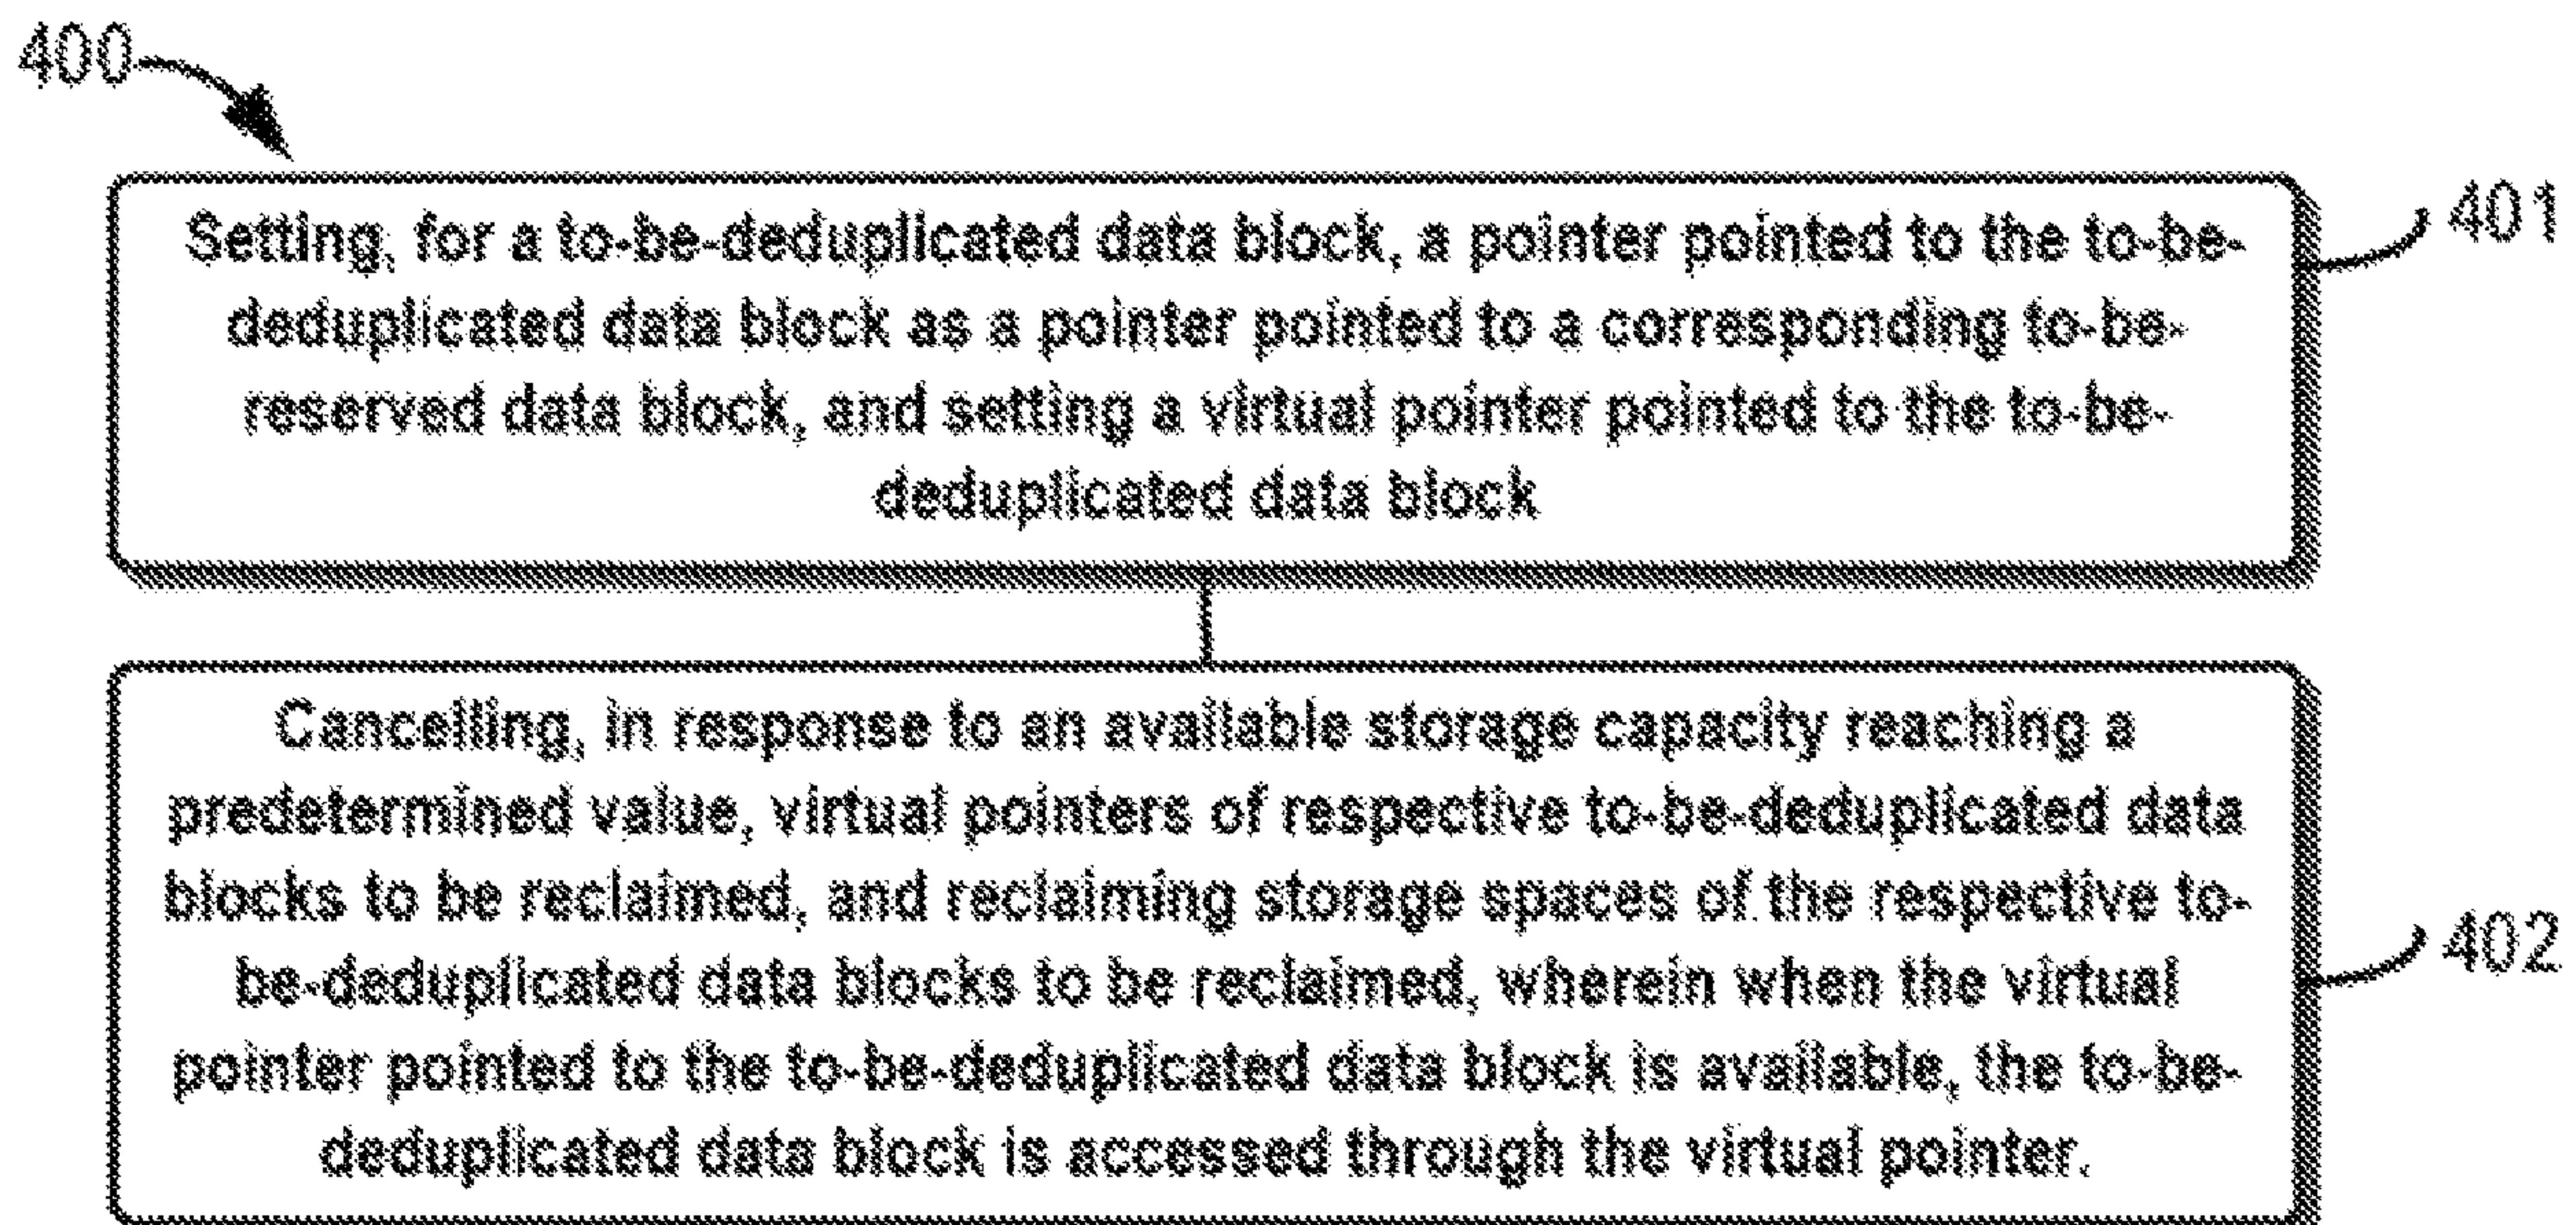 400
Setting, for a to-be-deduplicated data block, a pointer pointed to the to-be-
401
deduplicated data block as a pointer pointed to a corresponding to-be-
reserved data block, and setting a virtual pointer pointed to the to-be-
deduplicated data block
Cancelling, in response to an available storage capacity reaching a
predetermined value, virtual pointers of respective to-be-deduplicated data
blocks to be reclaimed, and reclaiming storage spaces of the respective to-
402
be-deduplicated data blocks to be reclaimed, wherein when the virtual
pointer pointed to the to-be-deduplicated data block is available, the to-be-
deduplicated data block is accessed through the virtual pointer.